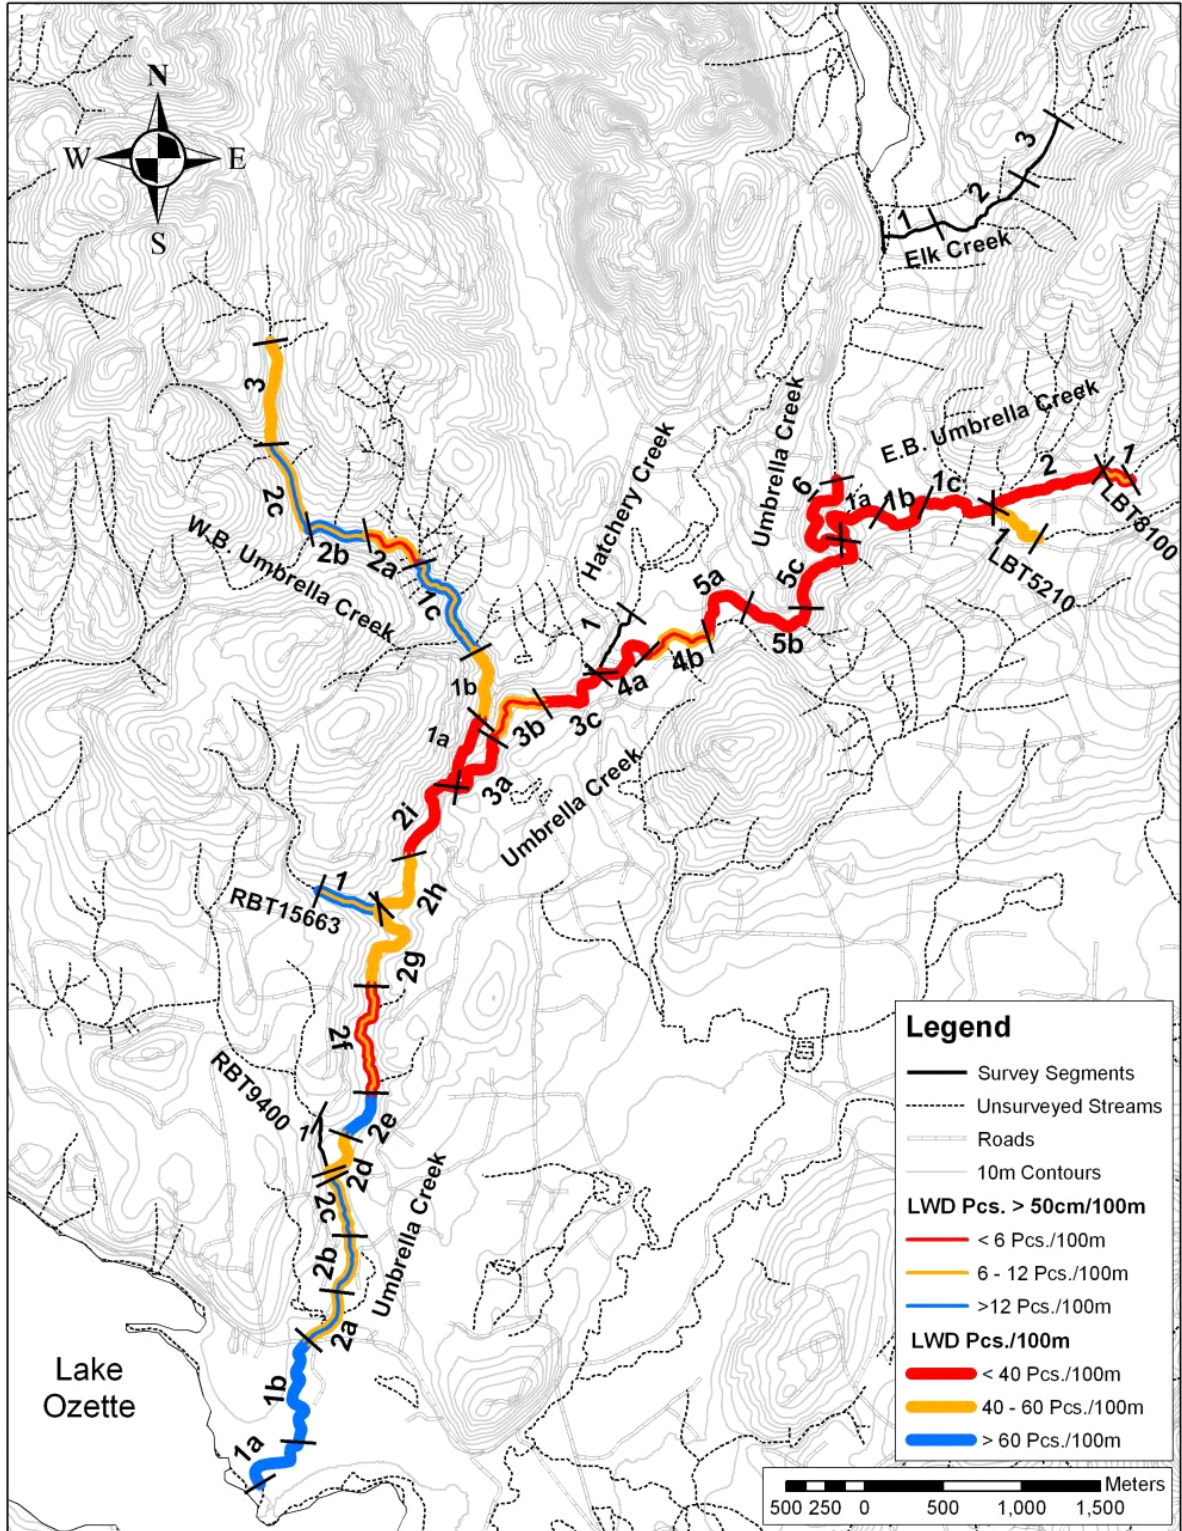 N
W E
S
3
2
1
Elk Creek
3
2c
2b
2a
1c
W.B. Umbrella Creek
1b
1a
Hatchery Creek
1
Umbrella Creek
E.B. Umbrella Creek
6
1a
1b
1c
2
1
LBT8100
1
LBT5210
5c
5b
5a
4b
4a
3c
3b
3a
Umbrella Creek
2i
2h
1
RBT15663
2g
2f
RBT9400
1
2e
2d
2c
2b
2a
Umbrella Creek
1b
1a
Lake
Ozette
Legend
Survey Segments
Unsurveyed Streams
Roads
10m Contours
LWD Pcs. > 50cm/100m
< 6 Pcs./100m
6 - 12 Pcs./100m
>12 Pcs./100m
LWD Pcs./100m
< 40 Pcs./100m
40 - 60 Pcs./100m
> 60 Pcs./100m
Meters
500 250 0 500 1,000 1,500